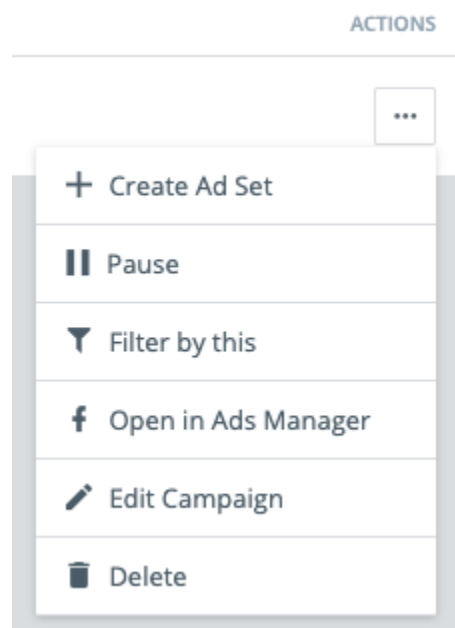 ACTIONS
Create Ad Set
Pause
Filter by this
Open in Ads Manager
Edit Campaign
Delete